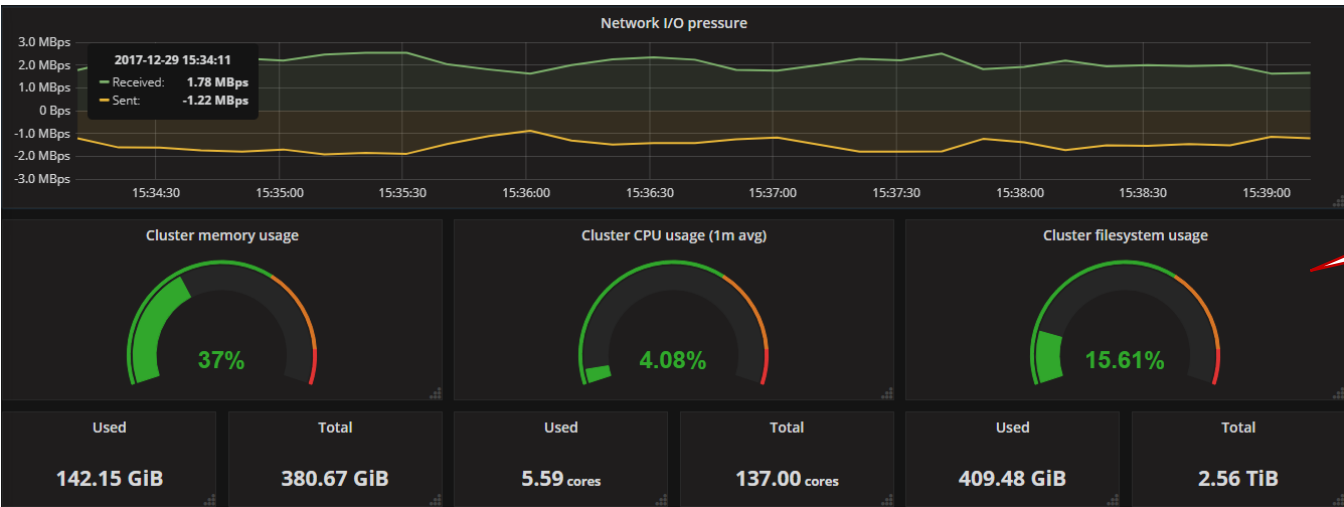 Network I/O pressure
3.0 MBps
2.0 MBps
1.0 MBps
0 Bps
-1.0 MBps
-2.0 MBps
-3.0 MBps
2017-12-29 15:34:11
Received: 1.78 MBps
Sent: -1.22 MBps
15:34:30 15:35:00 15:35:30 15:36:00 15:36:30 15:37:00 15:37:30 15:38:00 15:38:30 15:39:00
Cluster memory usage
37%
Cluster CPU usage (1m avg)
4.08%
Cluster filesystem usage
15.61%
Used
142.15 GiB
Total
380.67 GiB
Used
5.59 cores
Total
137.00 cores
Used
409.48 GiB
Total
2.56 TiB